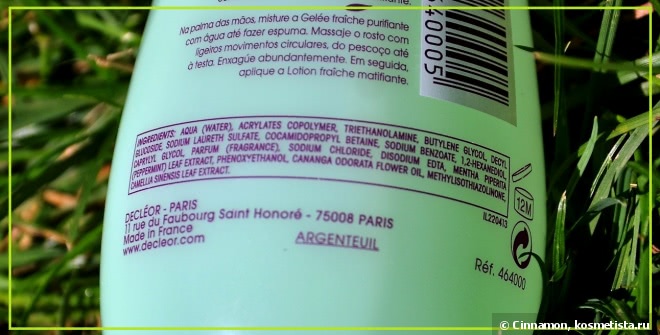 Na palma das mãos, misture a Gelée fraîche purifiante
com água até fazer espuma. Massaje o rosto com
ligeiros movimentos circulares, do pescoço até
à testa. Enxagúe abundantemente. Em seguida,
aplique a Lotion fraîche matifiante.
640005
INGREDIENTS: AQUA (WATER), ACRYLATES COPOLYMER, TRIETHANOLAMINE, BUTYLENE GLYCOL, DECYL
GLUCOSIDE, SODIUM LAURETH SULFATE, COCAMIDOPROPYL BETAINE, SODIUM BENZOATE, 1,2-HEXANEDIOL,
CAPRYLYL GLYCOL, PARFUM (FRAGRANCE), SODIUM CHLORIDE, DISODIUM EDTA, MENTHA PIPERITA
(PEPPERMINT) LEAF EXTRACT, PHENOXYETHANOL, CANANGA ODORATA FLOWER OIL, METHYLISOTHIAZOLINONE,
CAMELLIA SINENSIS LEAF EXTRACT.
IL220413
12M
DECLÉOR - PARIS
11 rue du Faubourg Saint Honoré - 75008 PARIS
Made in France
www.decleor.com
ARGENTEUIL
Réf. 464000
© Cinnamon, kosmetista.ru